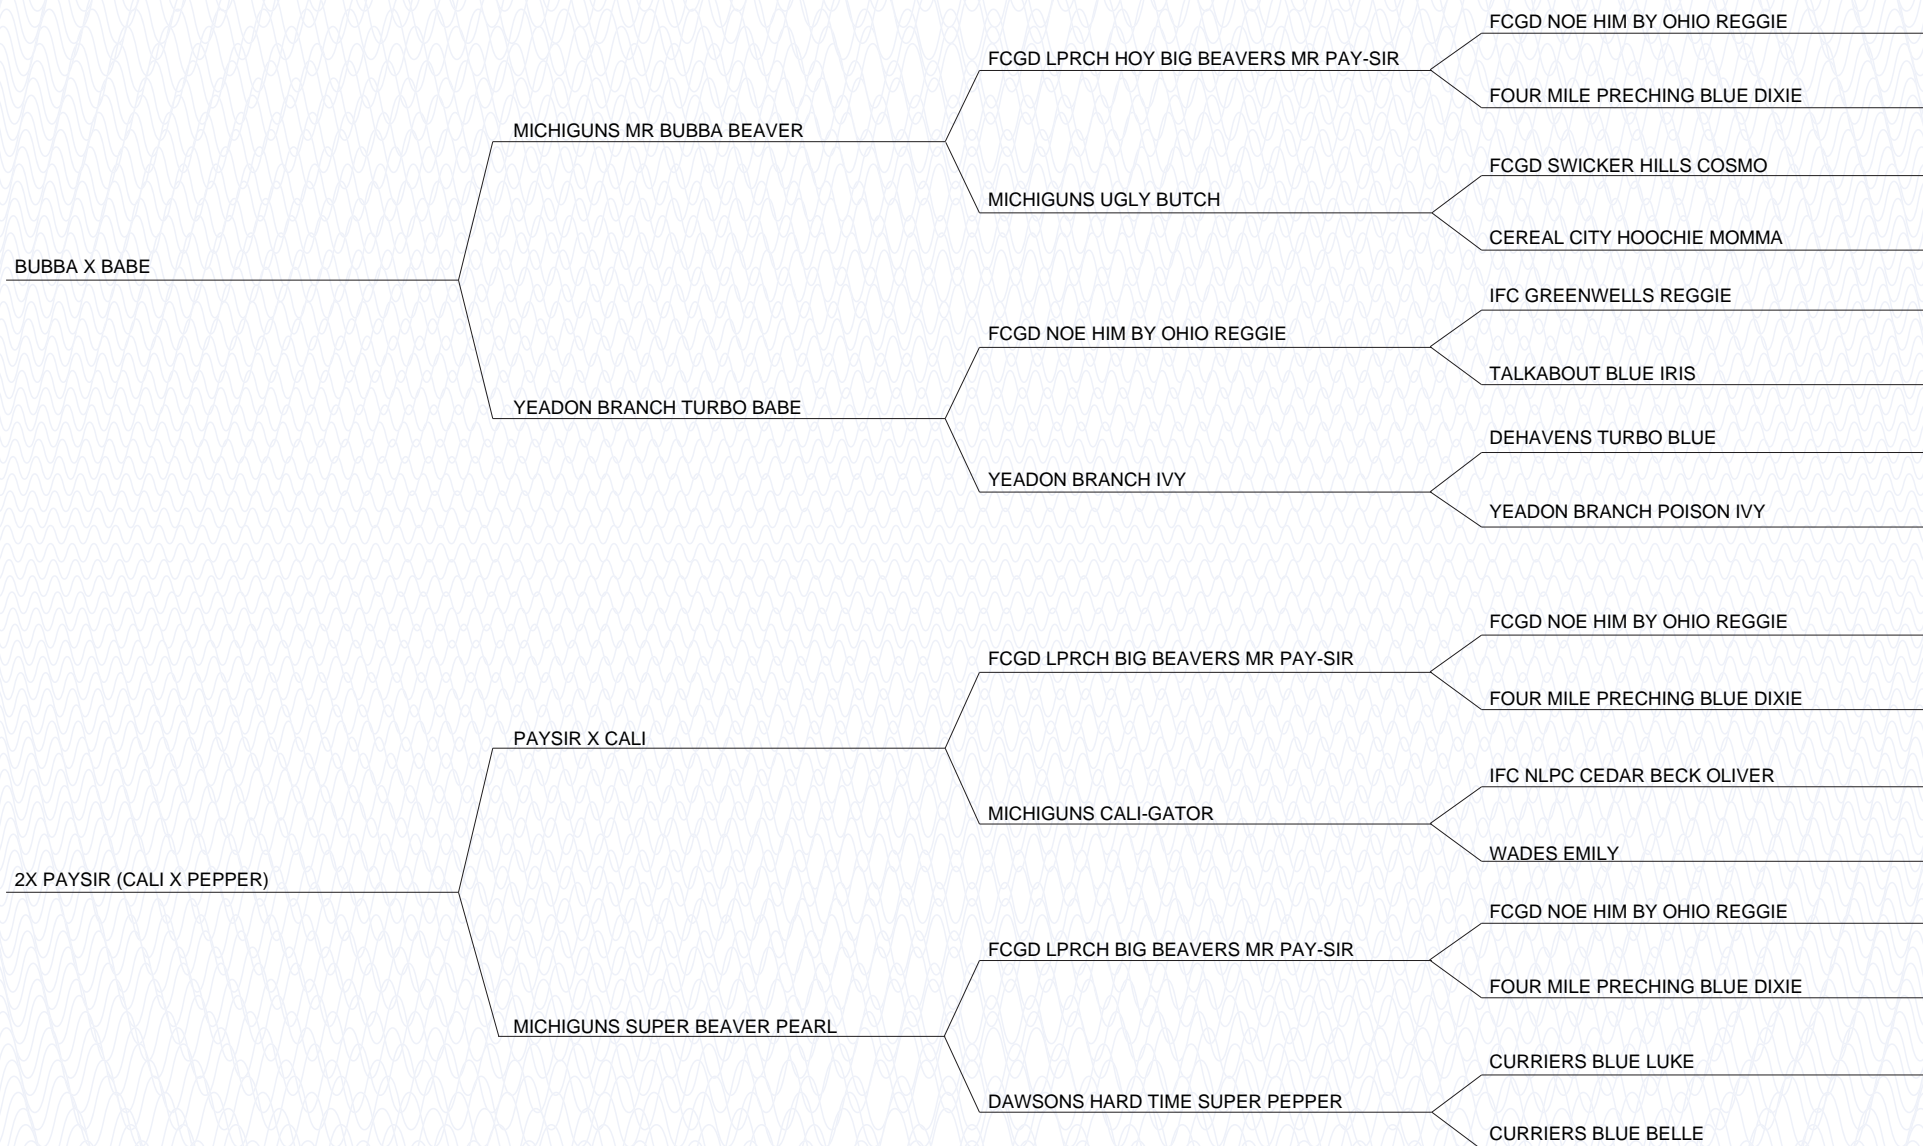 FCGD NOE HIM BY OHIO REGGIE
FCGD LPRCH HOY BIG BEAVERS MR PAY-SIR
FOUR MILE PRECHING BLUE DIXIE
MICHIGUNS MR BUBBA BEAVER
FCGD SWICKER HILLS COSMO
MICHIGUNS UGLY BUTCH
CEREAL CITY HOOCHIE MOMMA
BUBBA X BABE
IFC GREENWELLS REGGIE
FCGD NOE HIM BY OHIO REGGIE
TALKABOUT BLUE IRIS
YEADON BRANCH TURBO BABE
DEHAVENS TURBO BLUE
YEADON BRANCH IVY
YEADON BRANCH POISON IVY
FCGD NOE HIM BY OHIO REGGIE
FCGD LPRCH BIG BEAVERS MR PAY-SIR
FOUR MILE PRECHING BLUE DIXIE
PAYSIR X CALI
IFC NLPC CEDAR BECK OLIVER
MICHIGUNS CALI-GATOR
WADES EMILY
2X PAYSIR (CALI X PEPPER)
FCGD NOE HIM BY OHIO REGGIE
FCGD LPRCH BIG BEAVERS MR PAY-SIR
FOUR MILE PRECHING BLUE DIXIE
MICHIGUNS SUPER BEAVER PEARL
CURRIERS BLUE LUKE
DAWSONS HARD TIME SUPER PEPPER
CURRIERS BLUE BELLE